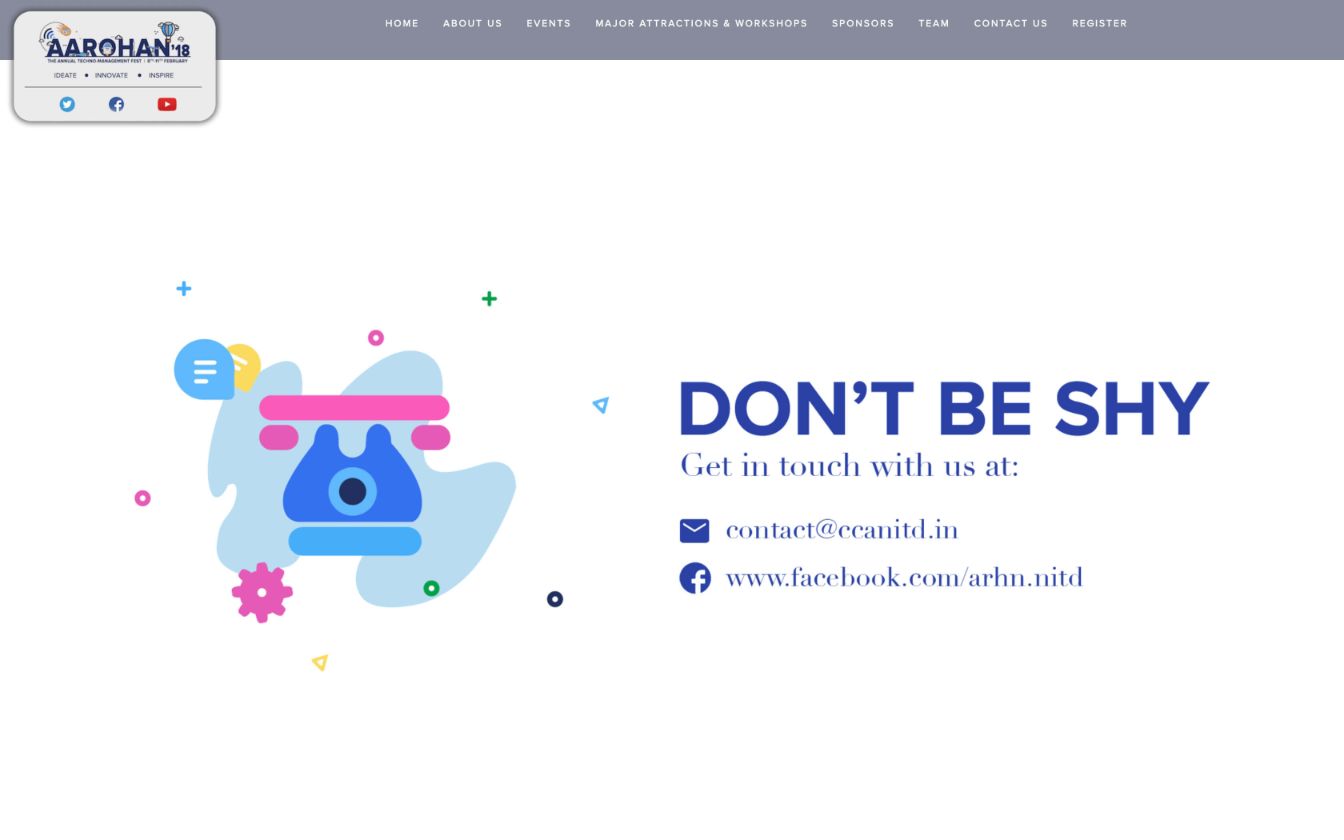 AAROHAN'18
THE ANNUAL TECHNO-MANAGEMENT FEST | 8TH-11TH FEBRUARY
IDEATE • INNOVATE • INSPIRE
HOME ABOUT US EVENTS MAJOR ATTRACTIONS & WORKSHOPS SPONSORS TEAM CONTACT US REGISTER
DON'T BE SHY
Get in touch with us at:
contact@ccanitd.in
www.facebook.com/arhn.nitd